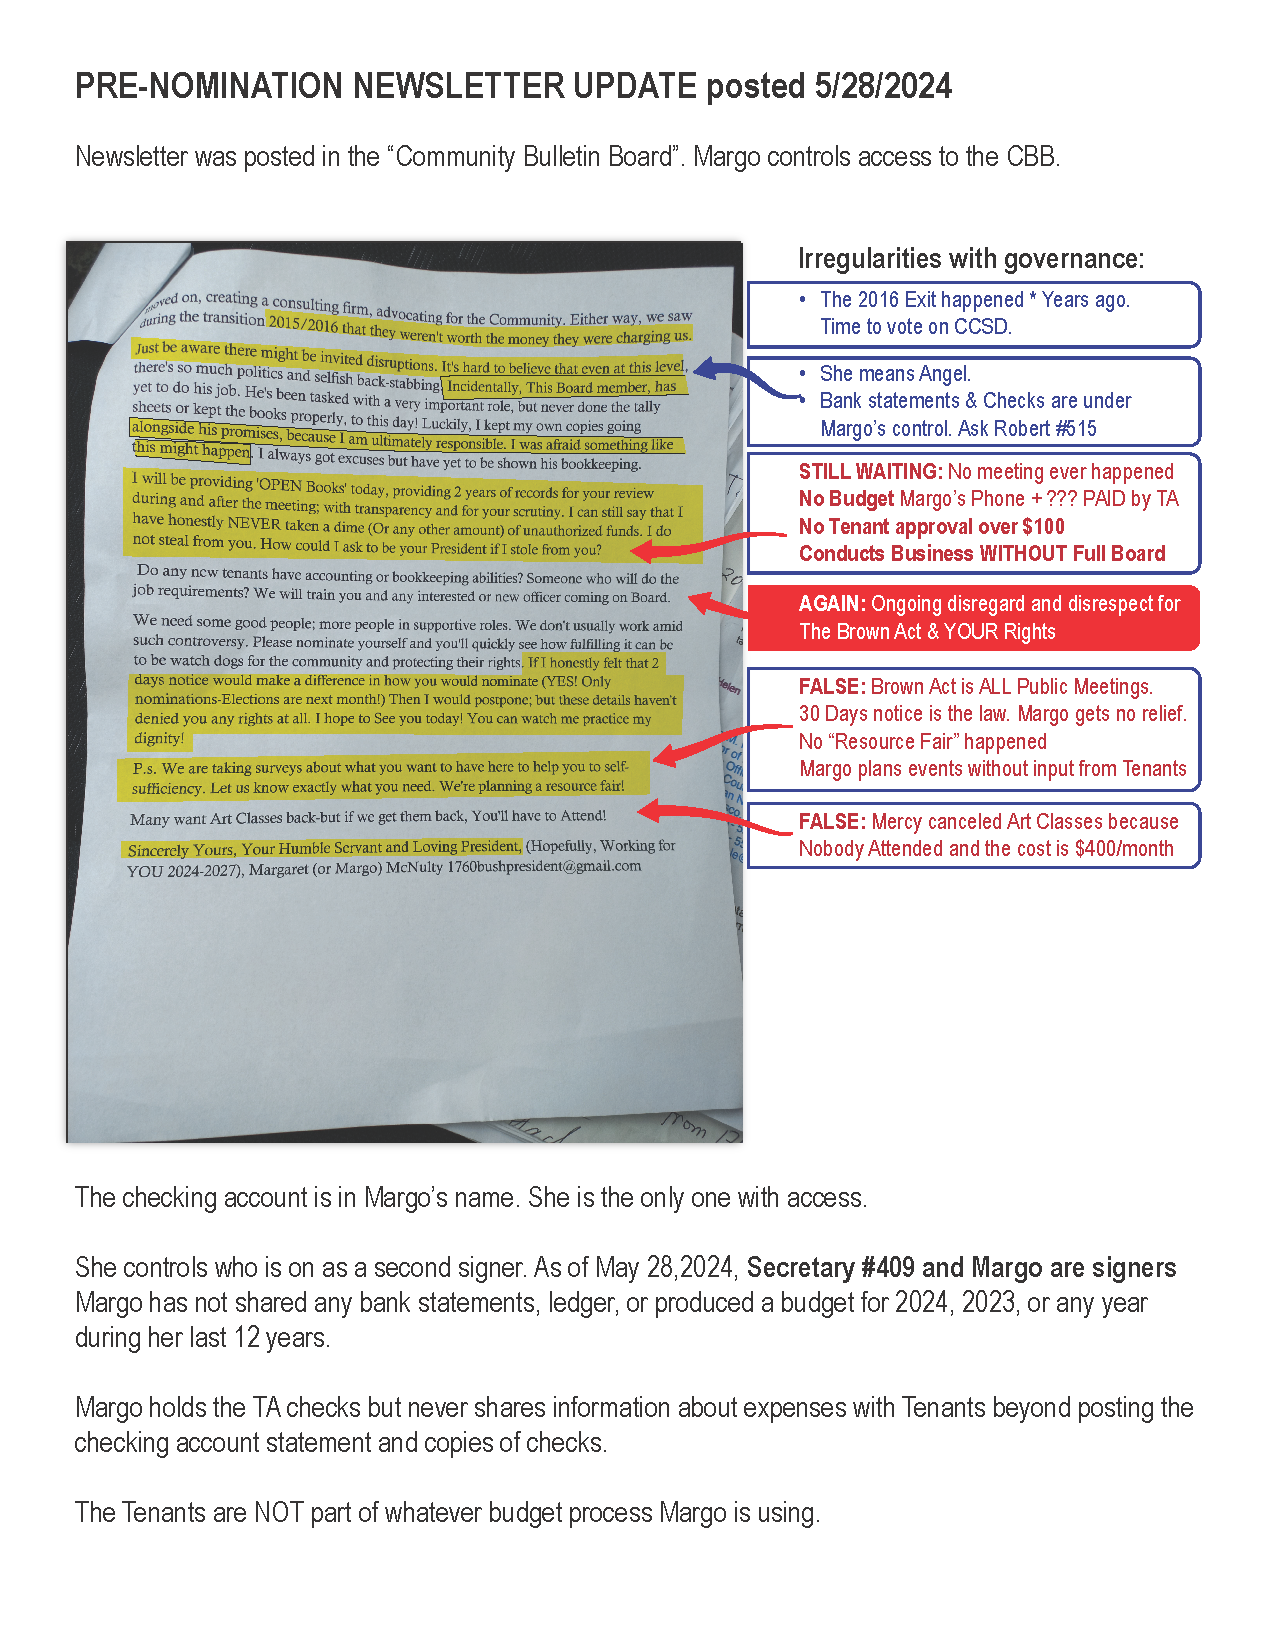 PRE-NOMINATION NEWSLETTER UPDATE posted 5/28/2024
Newsletter was posted in the “Community Bulletin Board”. Margo controls access to the CBB.
moved on, creating a consulting firm, advocating for the Community. Either way, we saw
during the transition 2015/2016 that they weren't worth the money they were charging us.
Just be aware there might be invited disruptions. It's hard to believe that even at this level,
there's so much politics and selfish back-stabbing. Incidentally, This Board member, has
yet to do his job. He's been tasked with a very important role, but never done the tally
sheets or kept the books properly, to this day! Luckily, I kept my own copies going
alongside his promises, because I am ultimately responsible. I was afraid something like
this might happen. I always got excuses but have yet to be shown his bookkeeping.
I will be providing 'OPEN Books' today, providing 2 years of records for your review
during and after the meeting; with transparency and for your scrutiny. I can still say that I
have honestly NEVER taken a dime (Or any other amount) of unauthorized funds. I do
not steal from you. How could I ask to be your President if I stole from you?
Do any new tenants have accounting or bookkeeping abilities? Someone who will do the
job requirements? We will train you and any interested or new officer coming on Board.
We need some good people; more people in supportive roles. We don't usually work amid
such controversy. Please nominate yourself and you'll quickly see how fulfilling it can be
to be watch dogs for the community and protecting their rights. If I honestly felt that 2
days notice would make a difference in how you would nominate (YES! Only
nominations-Elections are next month!) Then I would postpone; but these details haven't
denied you any rights at all. I hope to See you today! You can watch me practice my
dignity!
P.s. We are taking surveys about what you want to have here to help you to self-
sufficiency. Let us know exactly what you need. We're planning a resource fair!
Many want Art Classes back-but if we get them back, You'll have to Attend!
Sincerely Yours, Your Humble Servant and Loving President, (Hopefully, Working for
YOU 2024-2027), Margaret (or Margo) McNulty 1760bushpresident@gmail.com
Irregularities with governance:
• The 2016 Exit happened * Years ago.
Time to vote on CCSD.
• She means Angel.
• Bank statements & Checks are under
Margo’s control. Ask Robert #515
STILL WAITING: No meeting ever happened
No Budget Margo’s Phone + ??? PAID by TA
No Tenant approval over $100
Conducts Business WITHOUT Full Board
AGAIN: Ongoing disregard and disrespect for
The Brown Act & YOUR Rights
FALSE: Brown Act is ALL Public Meetings.
30 Days notice is the law. Margo gets no relief.
No “Resource Fair” happened
Margo plans events without input from Tenants
FALSE: Mercy canceled Art Classes because
Nobody Attended and the cost is $400/month
The checking account is in Margo’s name. She is the only one with access.
She controls who is on as a second signer. As of May 28,2024, Secretary #409 and Margo are signers
Margo has not shared any bank statements, ledger, or produced a budget for 2024, 2023, or any year
during her last 12 years.
Margo holds the TA checks but never shares information about expenses with Tenants beyond posting the
checking account statement and copies of checks.
The Tenants are NOT part of whatever budget process Margo is using.